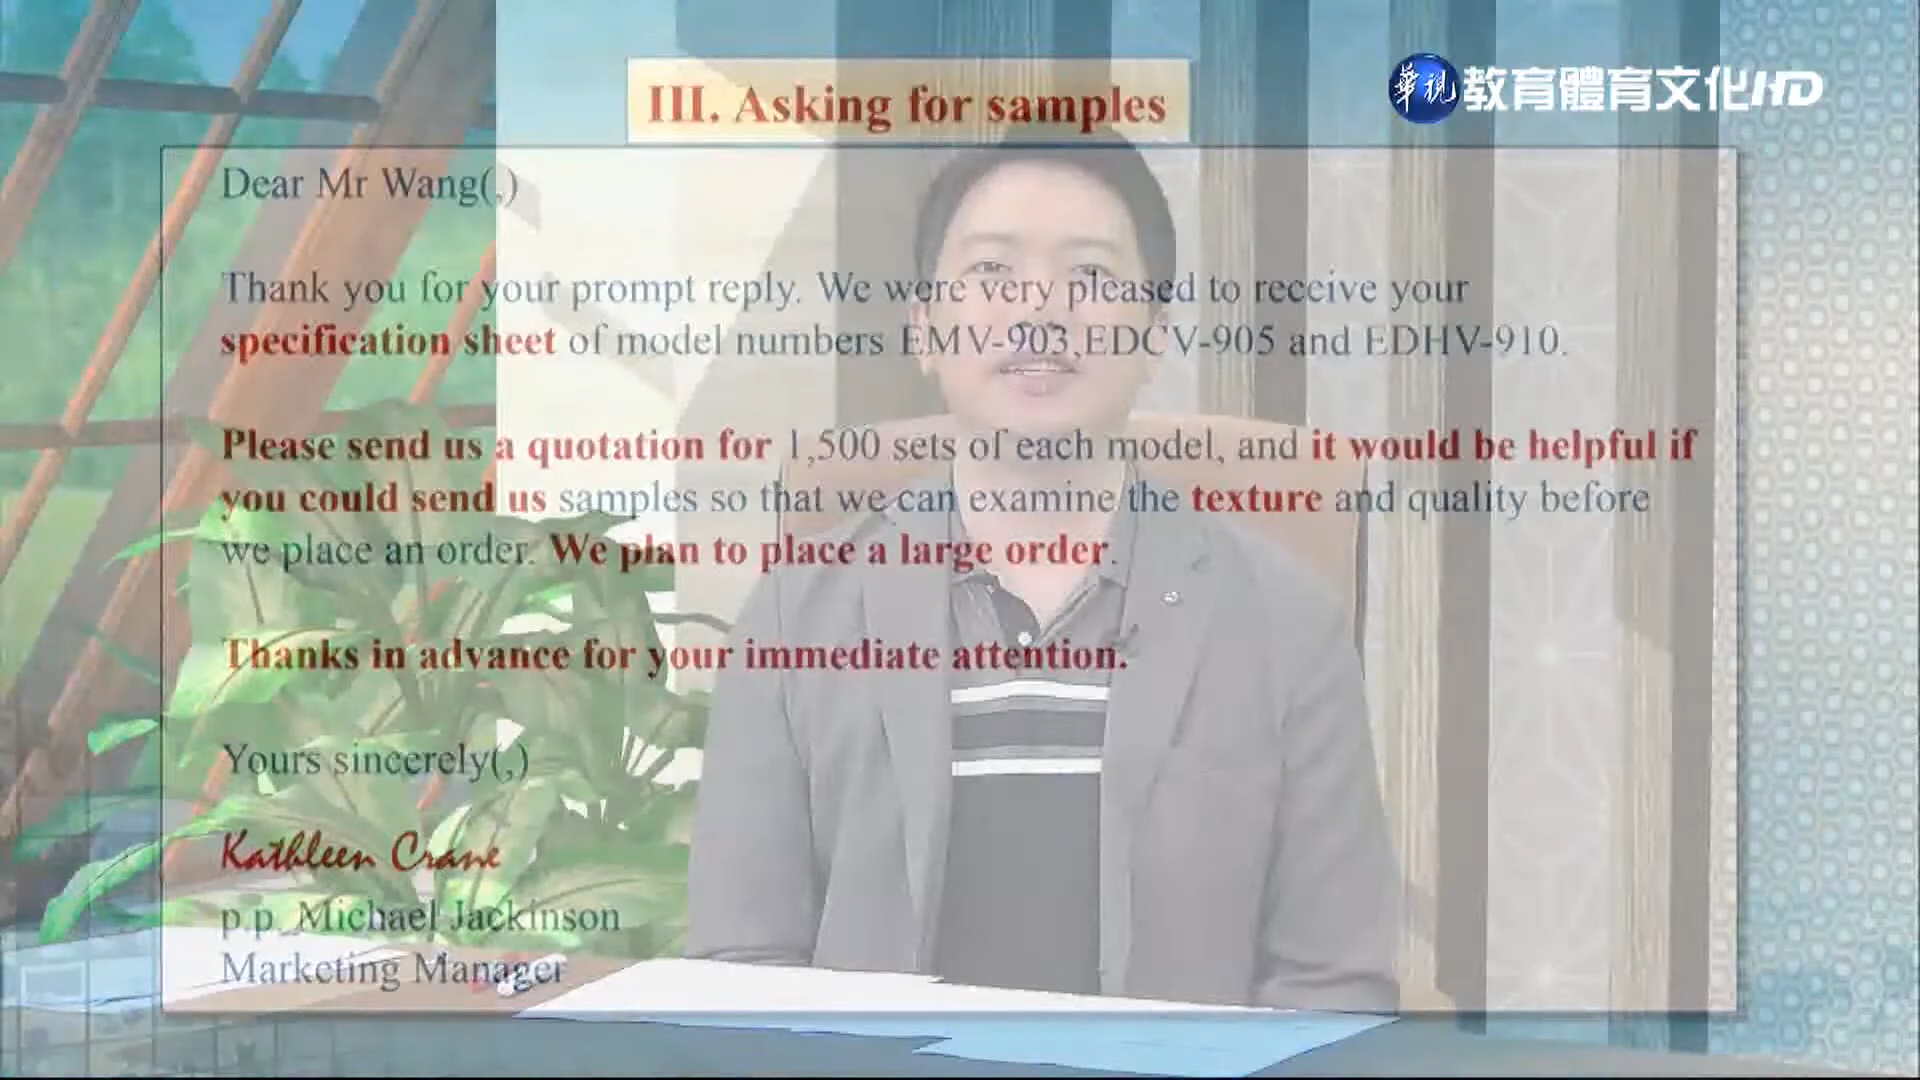 III. Asking for samples
華視 教育體育文化HD
Dear Mr Wang(,)
Thank you for your prompt reply. We were very pleased to receive your
specification sheet of model numbers EMV-903,EDCV-905 and EDHV-910.
Please send us a quotation for 1,500 sets of each model, and it would be helpful if
you could send us samples so that we can examine the texture and quality before
we place an order. We plan to place a large order.
Thanks in advance for your immediate attention.
Yours sincerely(,)
Kathleen Crane
p.p. Michael Jackinson
Marketing Manager